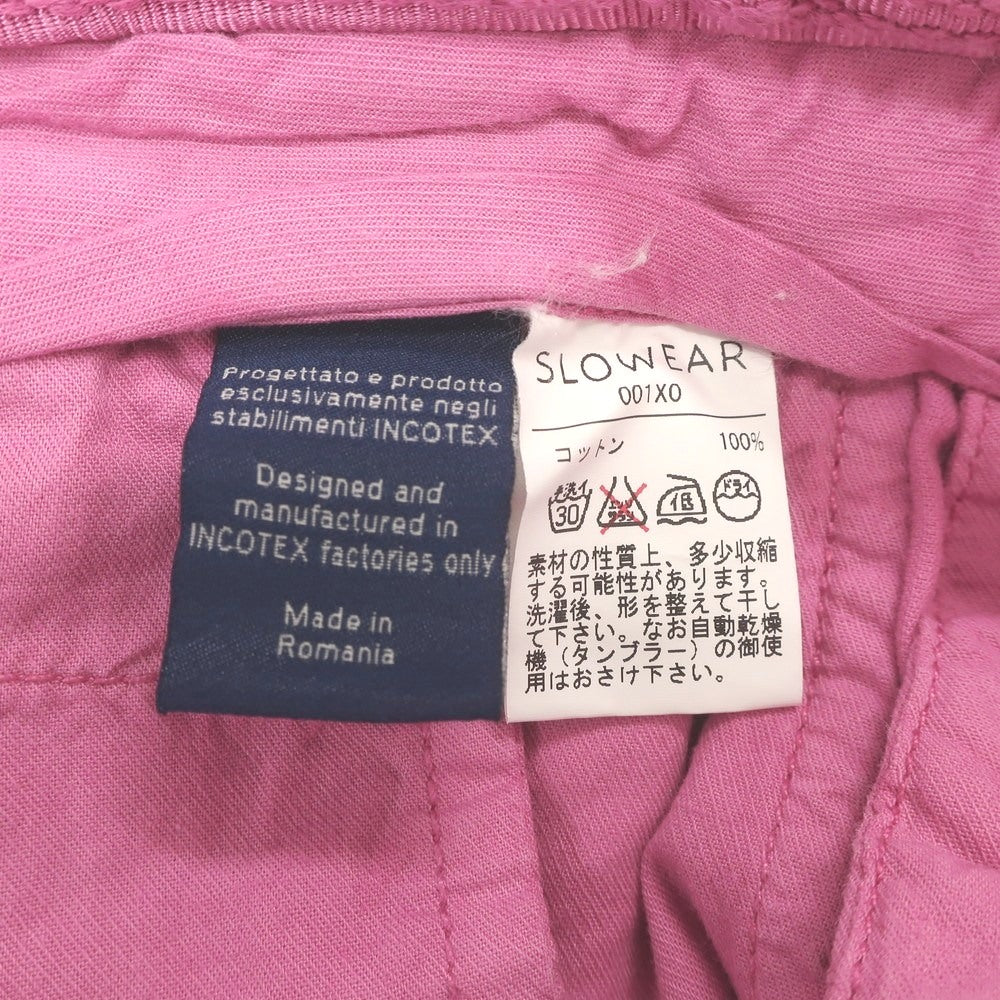 Progettato e prodotto
esclusivamente negli
stabilimenti INCOTEX
Designed and
manufactured in
INCOTEX factories only
Made in
Romania
SLOWEAR
001X0
コットン 100%
手洗イ 30 低 ドライ
素材の性質上、多少収縮
する可能性があります。
洗濯後、形を整えて干し
て下さい。なお自動乾燥
機(タンブラー)の御使
用はおさけ下さい。